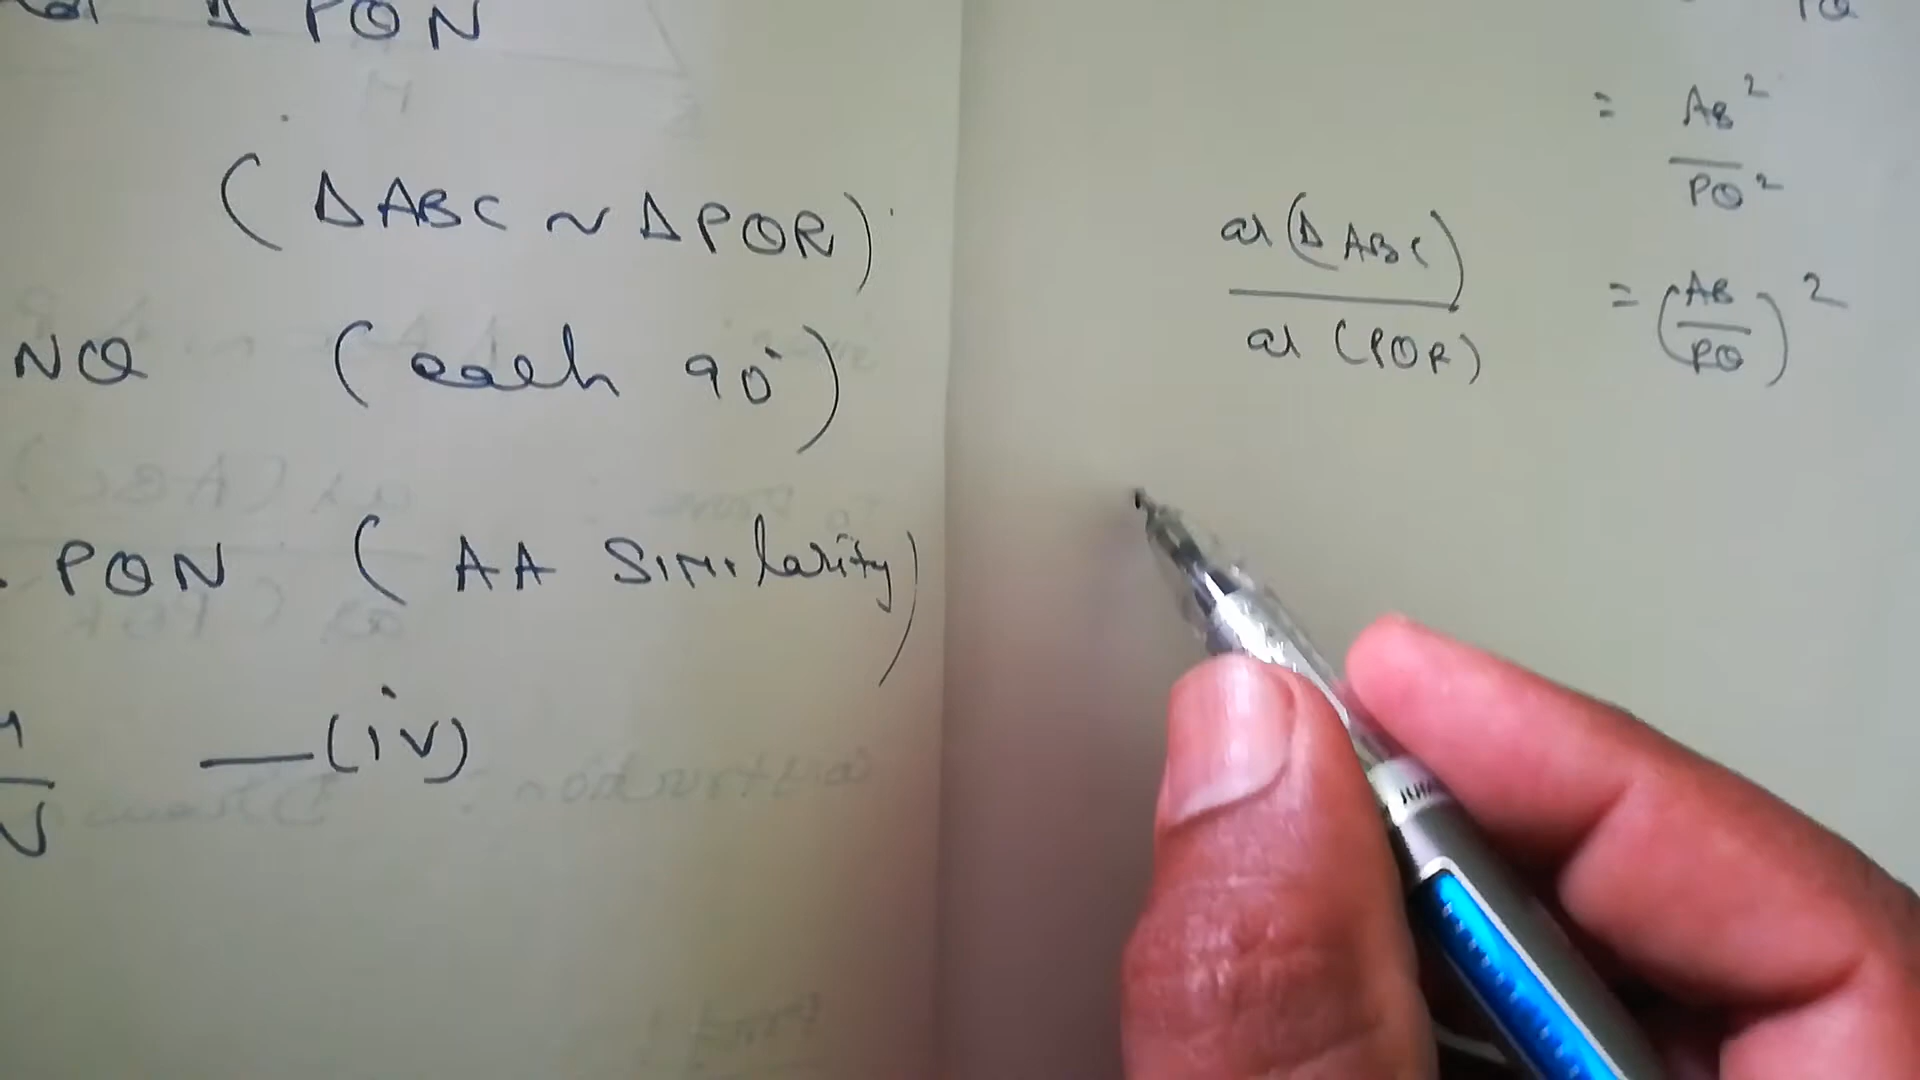 Δ PQN
(ΔABC ~ ΔPQR)
NQ (each 90°)
PQN (AA Similarity)
—(iv)
PQ
= AB²
PQ²
ar(ΔABC)
ar (PQR)
= (AB/PQ)²